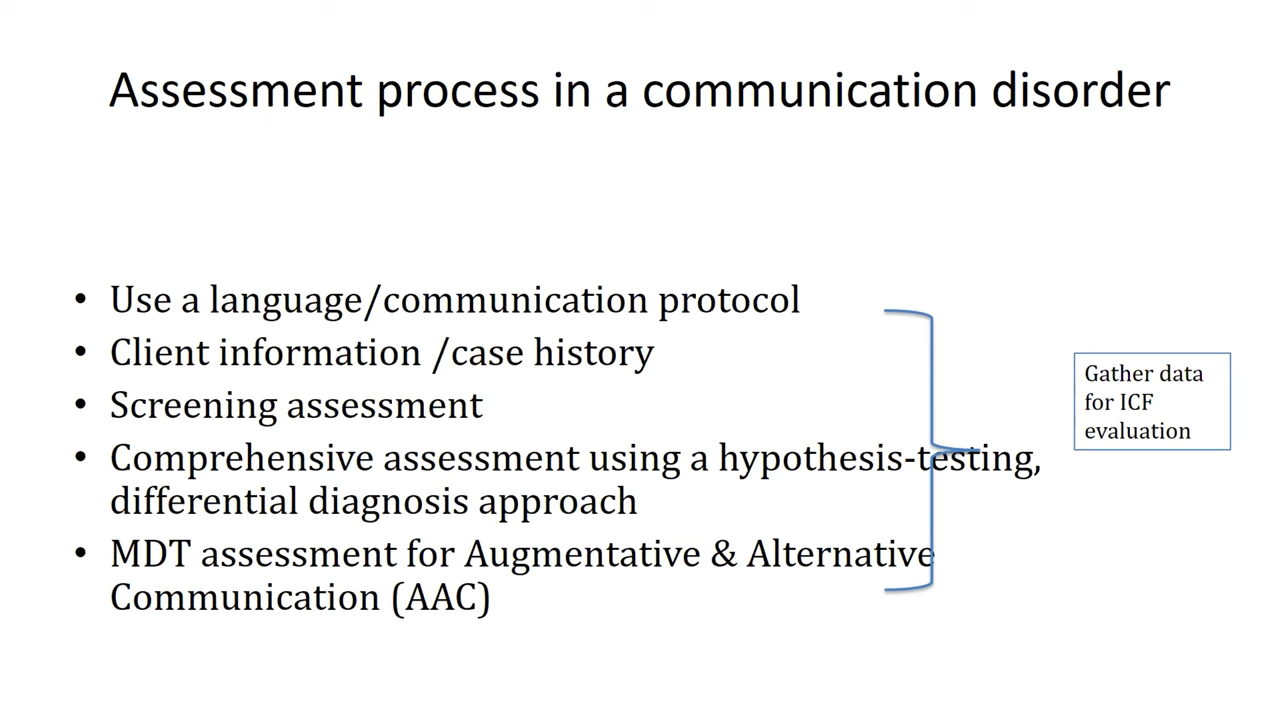 Assessment process in a communication disorder
• Use a language/communication protocol
• Client information /case history
• Screening assessment
• Comprehensive assessment using a hypothesis-testing,
differential diagnosis approach
• MDT assessment for Augmentative & Alternative
Communication (AAC)
Gather data
for ICF
evaluation